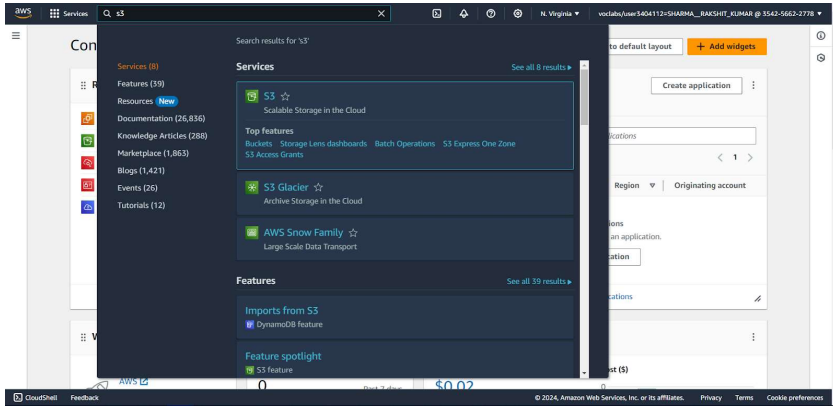 aws
Services
s3
N. Virginia
voclabs/user3404112=SHARMA__RAKSHIT_KUMAR @ 3542-5662-2778
Con
to default layout
+ Add widgets
Search results for 's3'
Services (8)
Features (39)
Resources New
Documentation (26,836)
Knowledge Articles (288)
Marketplace (1,863)
Blogs (1,421)
Events (26)
Tutorials (12)
Services
See all 8 results
S3
Scalable Storage in the Cloud
Top features
Buckets Storage Lens dashboards Batch Operations S3 Express One Zone
S3 Access Grants
S3 Glacier
Archive Storage in the Cloud
AWS Snow Family
Large Scale Data Transport
Features
See all 39 results
Imports from S3
DynamoDB feature
Feature spotlight
S3 feature
R
Create application
lications
1
Region
Originating account
ions
an application.
cation
cations
W
AWS
0
Past 7 days
$0.02
ost ($)
0
CloudShell Feedback
© 2024, Amazon Web Services, Inc. or its affiliates. Privacy Terms Cookie preferences